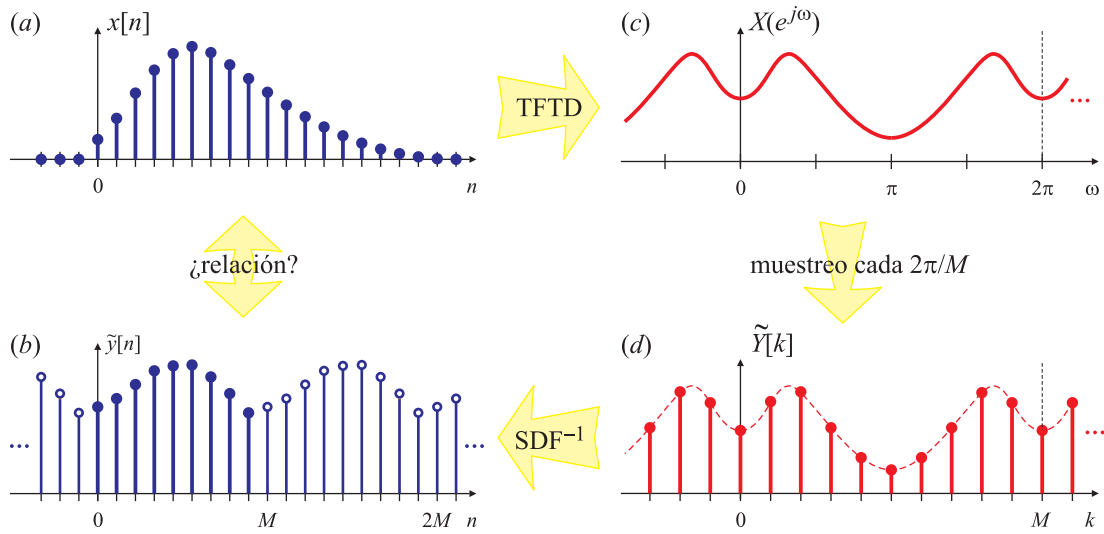 (a)
x[n]
0
n
TFTD
(c)
X(e^{jω})
0
π
2π
ω
...
¿relación?
muestreo cada 2π/M
(b)
ỹ[n]
...
...
0
M
2M
n
SDF⁻¹
(d)
Ỹ[k]
...
0
M
k